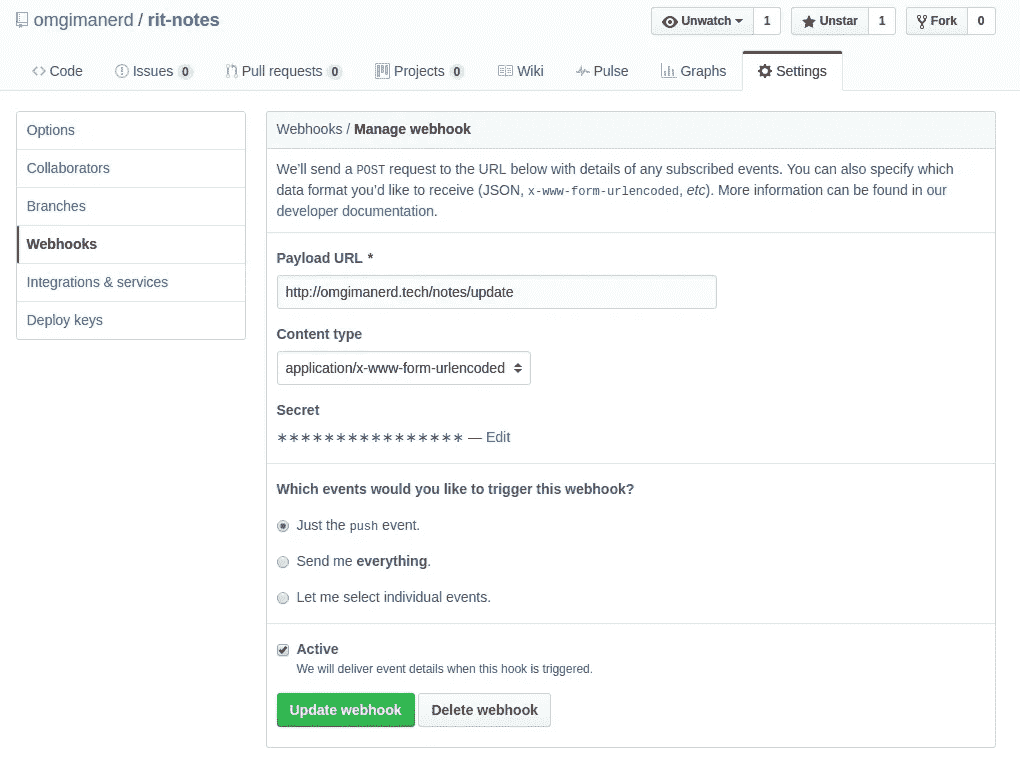 omgimanerd / rit-notes
Unwatch 1 Unstar 1 Fork 0
Code Issues 0 Pull requests 0 Projects 0 Wiki Pulse Graphs Settings
Options
Collaborators
Branches
Webhooks
Integrations & services
Deploy keys
Webhooks / Manage webhook
We'll send a POST request to the URL below with details of any subscribed events. You can also specify which
data format you'd like to receive (JSON, x-www-form-urlencoded, etc). More information can be found in our
developer documentation.
Payload URL *
http://omgimanerd.tech/notes/update
Content type
application/x-www-form-urlencoded
Secret
**************** — Edit
Which events would you like to trigger this webhook?
Just the push event.
Send me everything.
Let me select individual events.
Active
We will deliver event details when this hook is triggered.
Update webhook Delete webhook